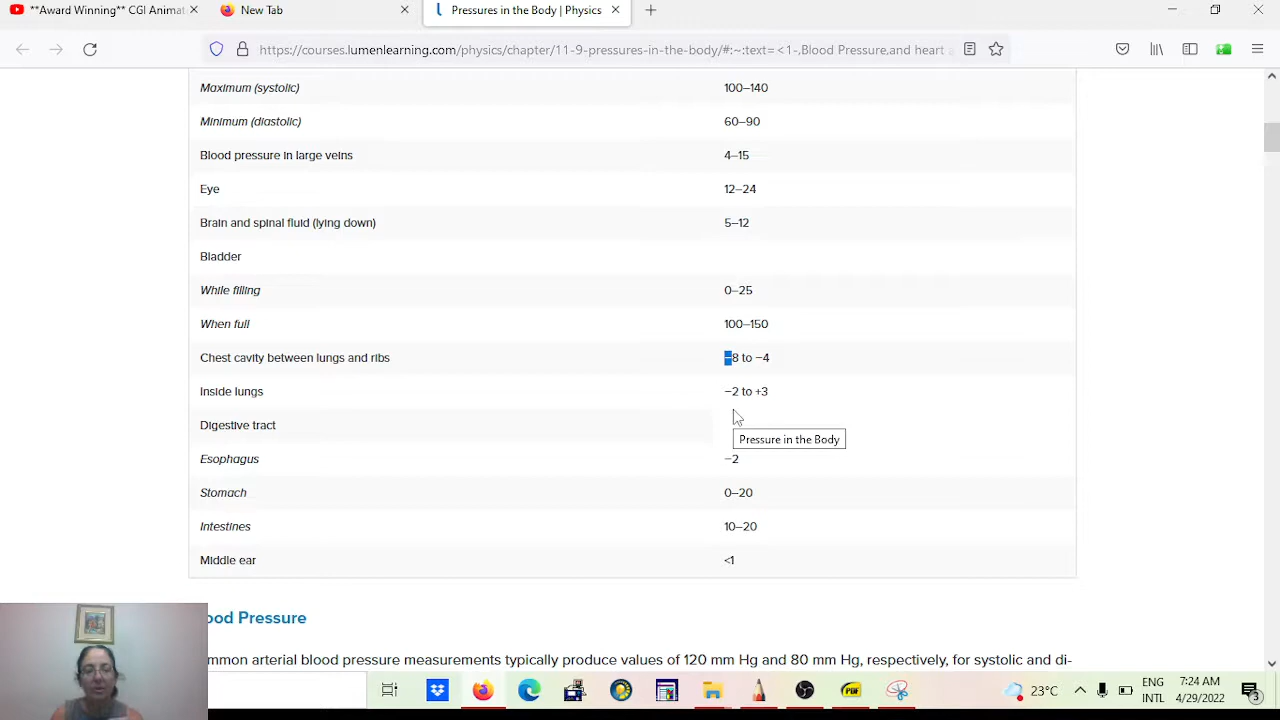 **Award Winning** CGI Animat
New Tab
Pressures in the Body | Physics
https://courses.lumenlearning.com/physics/chapter/11-9-pressures-in-the-body/#:~:text=<1-,Blood Pressure,and heart a
Maximum (systolic) 100–140
Minimum (diastolic) 60–90
Blood pressure in large veins 4–15
Eye 12–24
Brain and spinal fluid (lying down) 5–12
Bladder
While filling 0–25
When full 100–150
Chest cavity between lungs and ribs −8 to −4
Inside lungs −2 to +3
Digestive tract
Pressure in the Body
Esophagus −2
Stomach 0–20
Intestines 10–20
Middle ear <1
ood Pressure
mmon arterial blood pressure measurements typically produce values of 120 mm Hg and 80 mm Hg, respectively, for systolic and di-
23°C
ENG
INTL
7:24 AM
4/29/2022
3
PDF